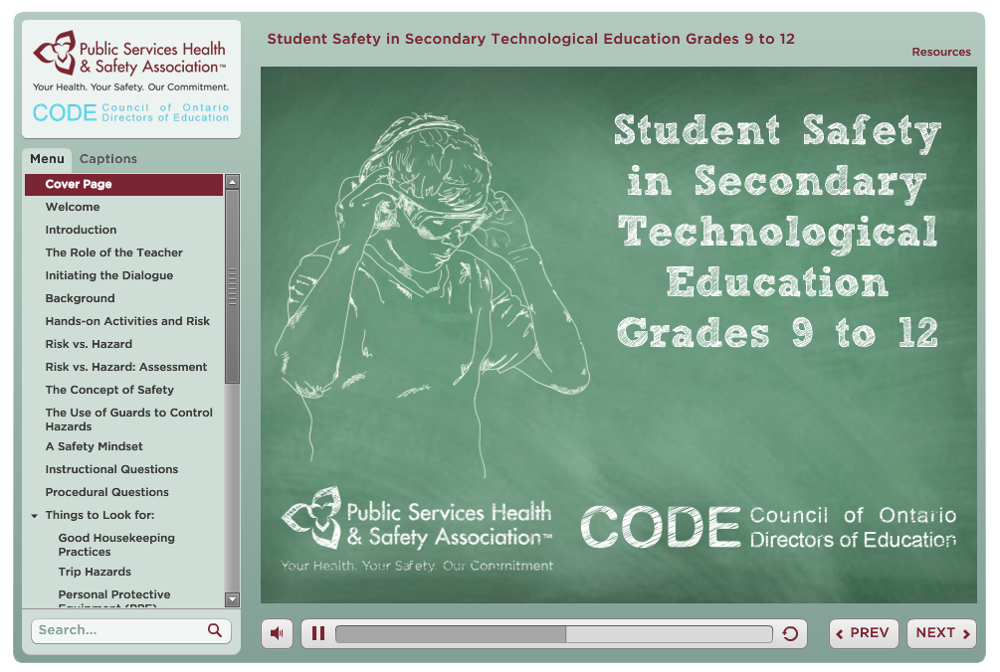 Public Services Health
& Safety Association™
Your Health. Your Safety. Our Commitment.
CODE Council of Ontario
Directors of Education
Menu Captions
Cover Page
Welcome
Introduction
The Role of the Teacher
Initiating the Dialogue
Background
Hands-on Activities and Risk
Risk vs. Hazard
Risk vs. Hazard: Assessment
The Concept of Safety
The Use of Guards to Control
Hazards
A Safety Mindset
Instructional Questions
Procedural Questions
Things to Look for:
Good Housekeeping
Practices
Trip Hazards
Personal Protective
Equipment (PPE)
Search...
Student Safety in Secondary Technological Education Grades 9 to 12
Resources
Student Safety
in Secondary
Technological
Education
Grades 9 to 12
Public Services Health
& Safety Association™
Your Health. Your Safety. Our Commitment
CODE Council of Ontario
Directors of Education
PREV NEXT